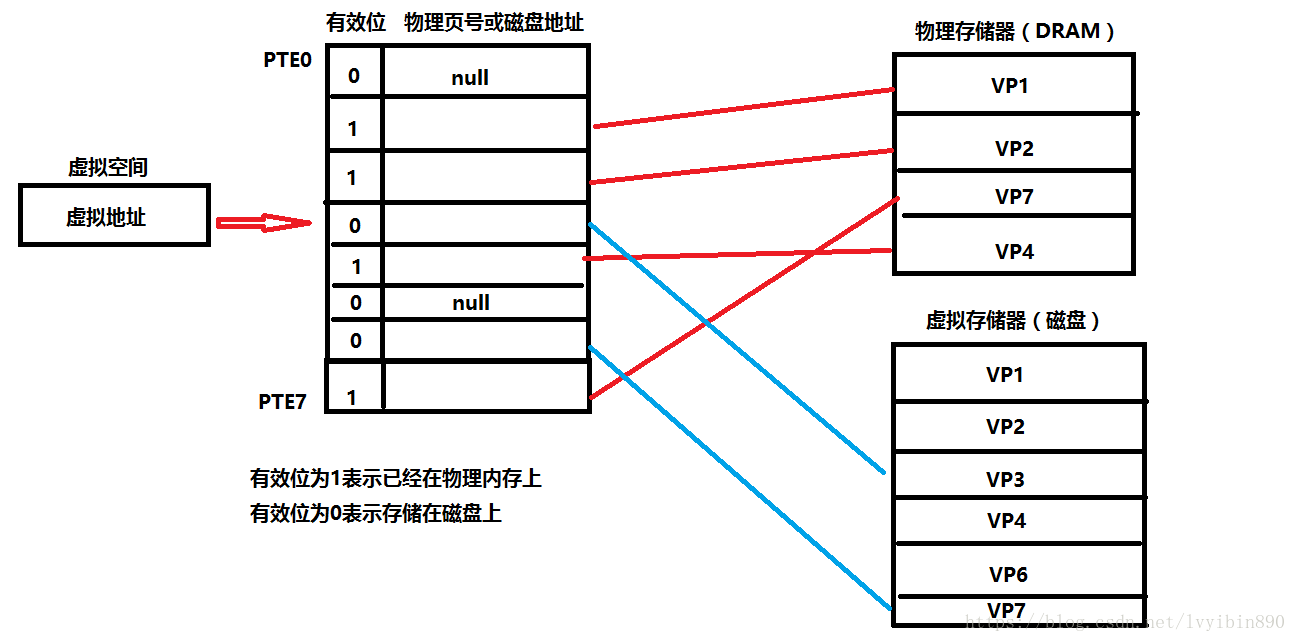 有效位 物理页号或磁盘地址
PTE0
0 null
1
1
0
1
0 null
0
1
PTE7
虚拟空间
虚拟地址
有效位为1表示已经在物理内存上
有效位为0表示存储在磁盘上
物理存储器（DRAM）
VP1
VP2
VP7
VP4
虚拟存储器（磁盘）
VP1
VP2
VP3
VP4
VP6
VP7
https://blog.csdn.net/lvyibin890